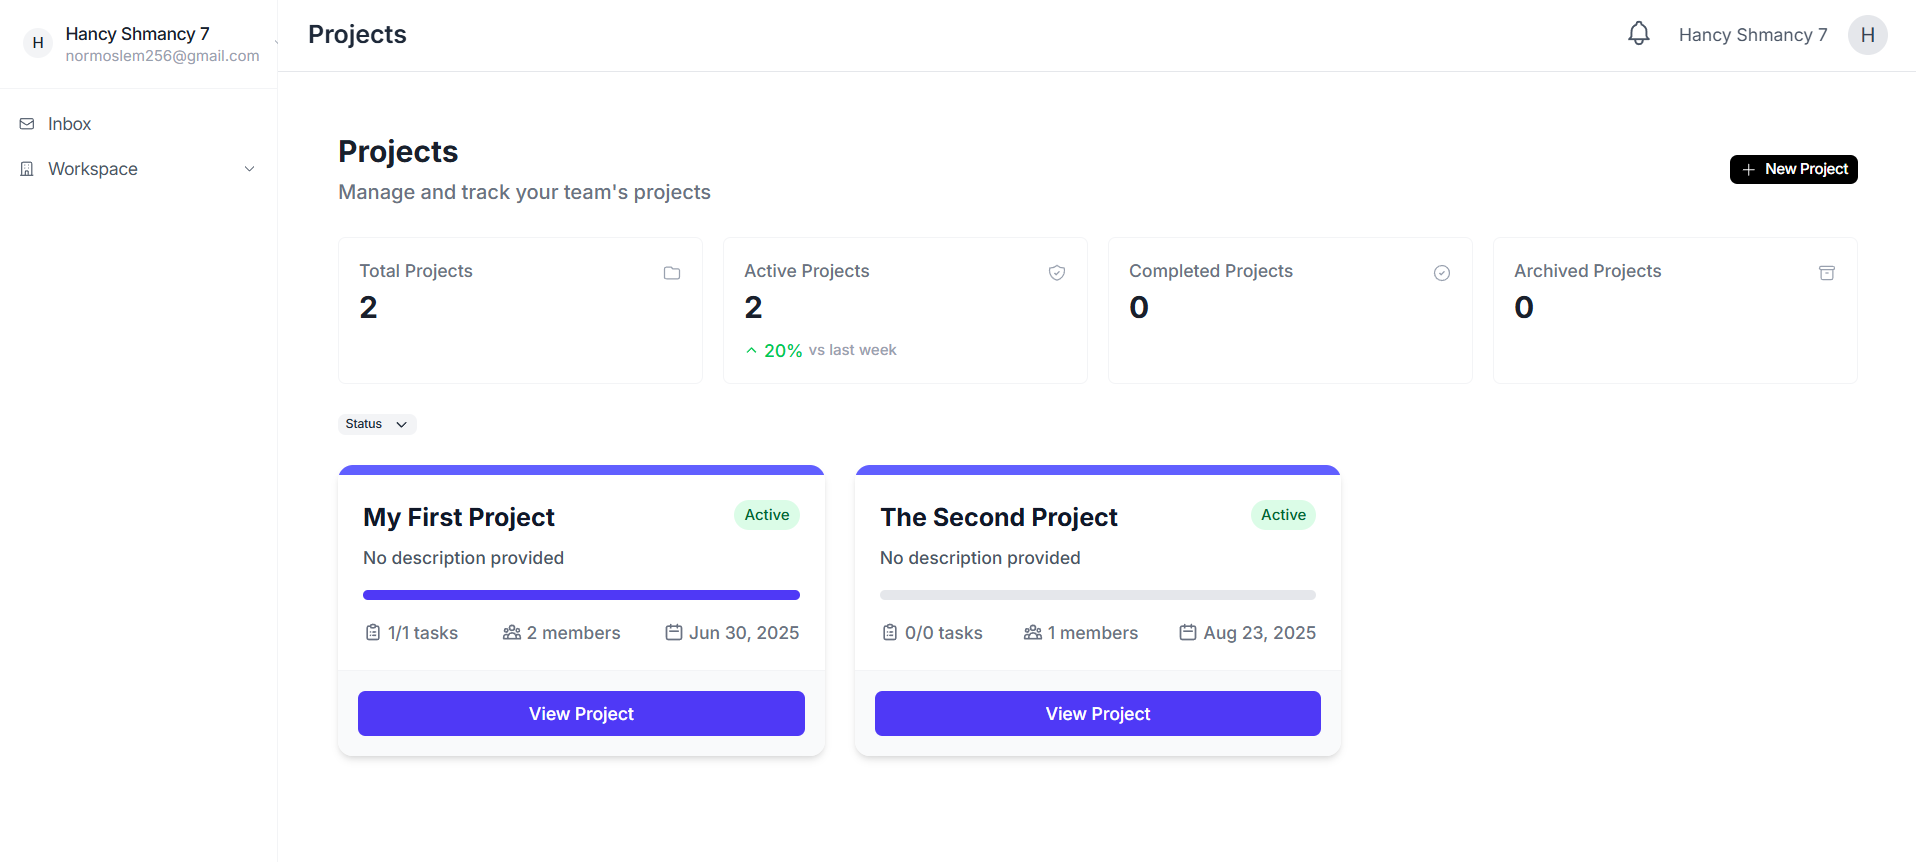 H
Hancy Shmancy 7
normoslem256@gmail.com
Inbox
Workspace
Projects
Hancy Shmancy 7
H
Projects
Manage and track your team's projects
New Project
Total Projects
2
Active Projects
2
20% vs last week
Completed Projects
0
Archived Projects
0
Status
My First Project
Active
No description provided
1/1 tasks
2 members
Jun 30, 2025
View Project
The Second Project
Active
No description provided
0/0 tasks
1 members
Aug 23, 2025
View Project